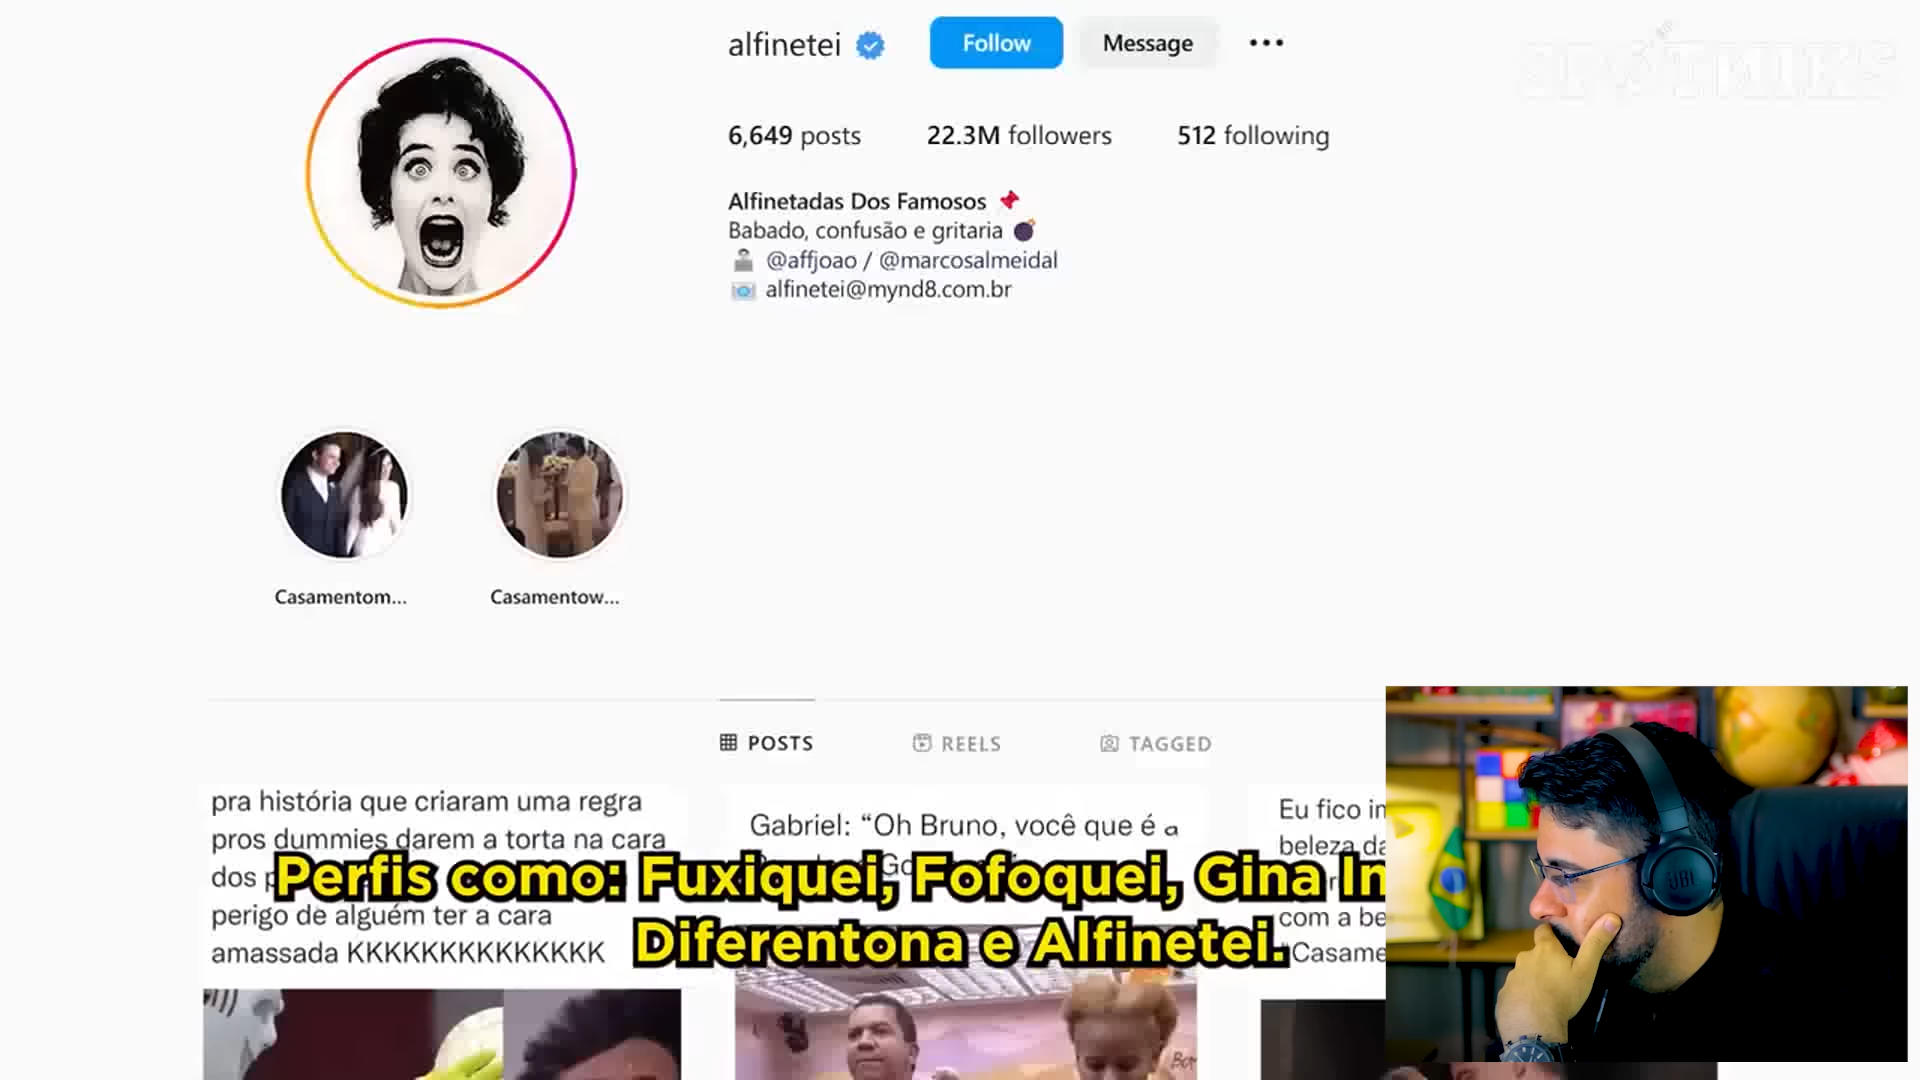 alfinetei
Follow
Message
SPOTNIKS
6,649 posts
22.3M followers
512 following
Alfinetadas Dos Famosos
Babado, confusão e gritaria
@affjoao / @marcosalmeidal
alfinetei@mynd8.com.br
Casamentom...
Casamentow...
POSTS
REELS
TAGGED
pra história que criaram uma regra
pros dummies darem a torta na cara
dos
perigo de alguém ter a cara
amassada KKKKKKKKKKKKKK
Gabriel: “Oh Bruno, você que é a
Eu fico
beleza
com a
"Casame
Perfis como: Fuxiquei, Fofoquei, Gina In
Diferentona e Alfinetei.
JBL